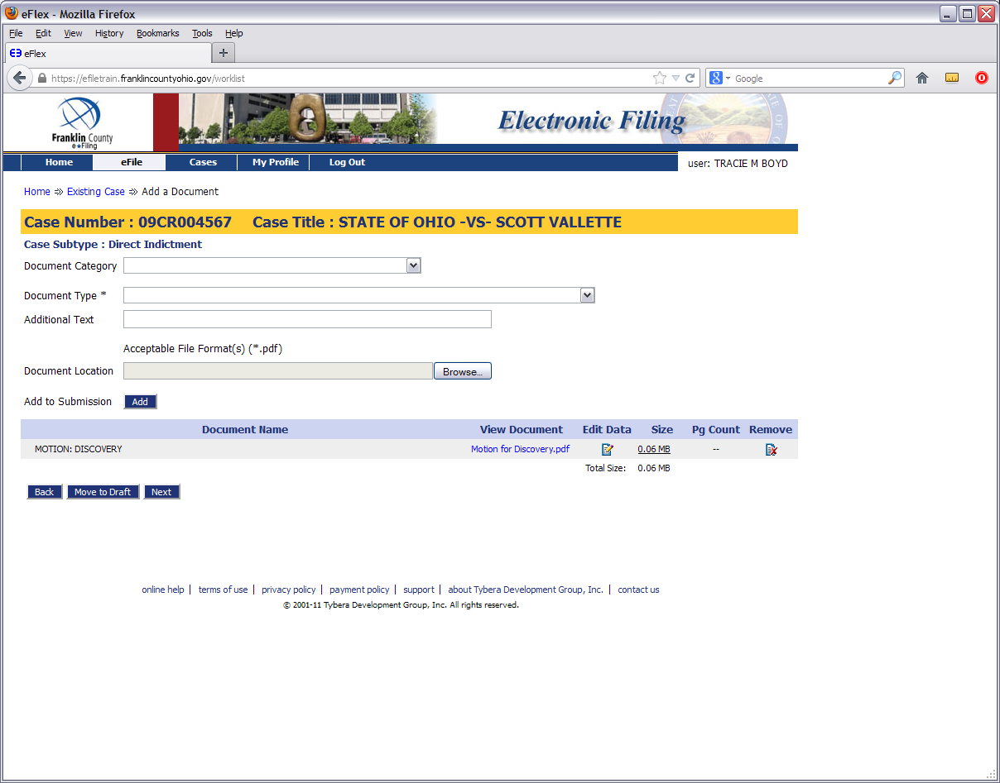 eFlex - Mozilla Firefox
File Edit View History Bookmarks Tools Help
eFlex
https://efiletrain.franklincountyohio.gov/worklist
Google
Franklin County
e★Filing
Electronic Filing
Home eFile Cases My Profile Log Out
user: TRACIE M BOYD
Home ⇒ Existing Case ⇒ Add a Document
Case Number : 09CR004567 Case Title : STATE OF OHIO -VS- SCOTT VALLETTE
Case Subtype : Direct Indictment
Document Category
Document Type *
Additional Text
Acceptable File Format(s) (*.pdf)
Document Location Browse...
Add to Submission Add
Document Name View Document Edit Data Size Pg Count Remove
MOTION: DISCOVERY Motion for Discovery.pdf 0.06 MB --
Total Size: 0.06 MB
Back Move to Draft Next
online help | terms of use | privacy policy | payment policy | support | about Tybera Development Group, Inc. | contact us
© 2001-11 Tybera Development Group, Inc. All rights reserved.